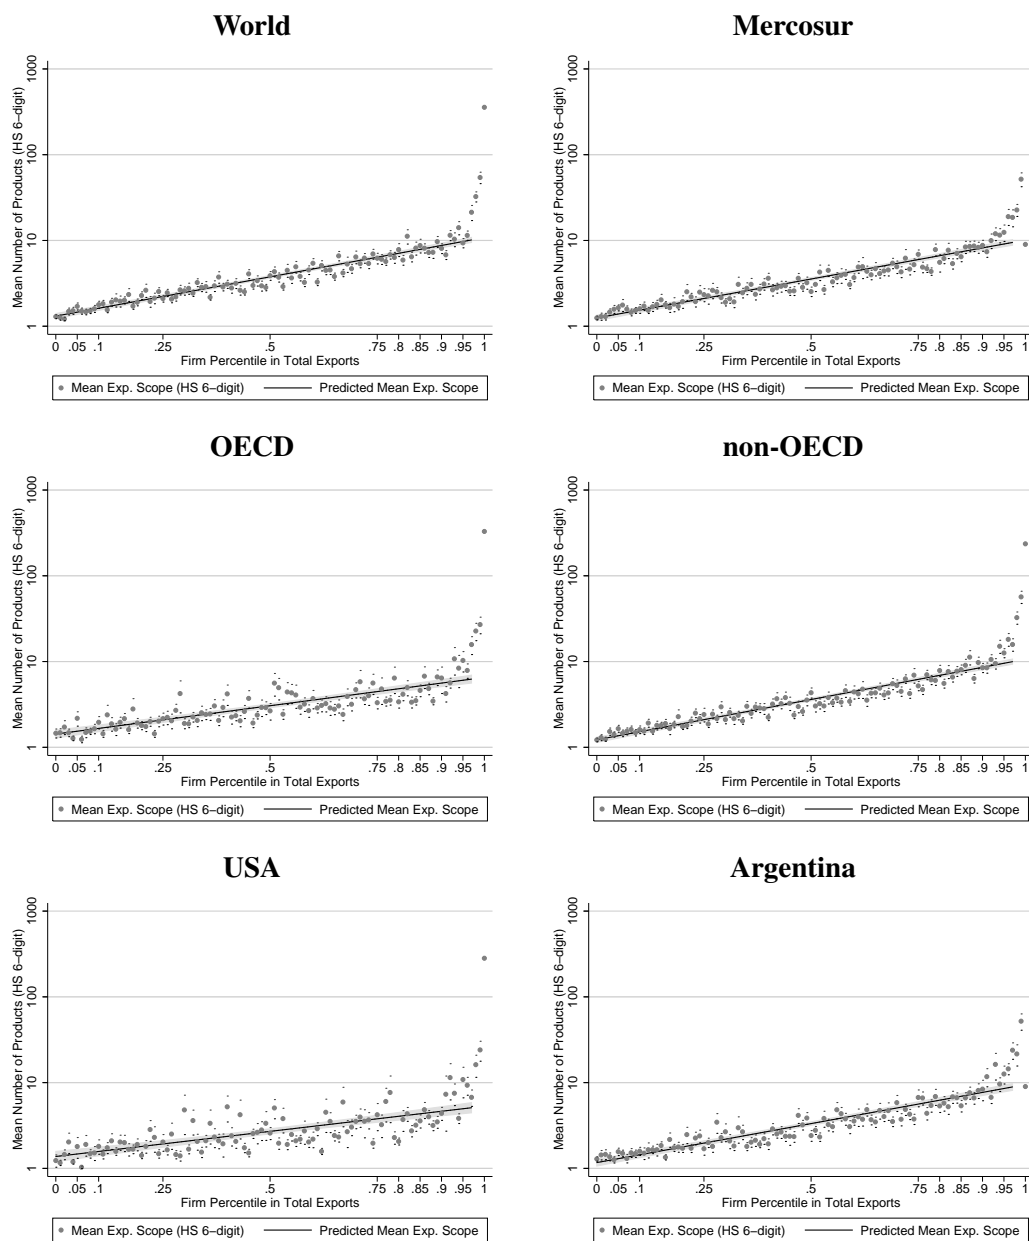 World
Mean Number of Products (HS 6–digit)
1 10 100 1000
0 .05 .1 .25 .5 .75 .8 .85 .9 .95 1
Firm Percentile in Total Exports
Mean Exp. Scope (HS 6–digit) Predicted Mean Exp. Scope
Mercosur
Mean Number of Products (HS 6–digit)
1 10 100 1000
0 .05 .1 .25 .5 .75 .8 .85 .9 .95 1
Firm Percentile in Total Exports
Mean Exp. Scope (HS 6–digit) Predicted Mean Exp. Scope
OECD
Mean Number of Products (HS 6–digit)
1 10 100 1000
0 .05 .1 .25 .5 .75 .8 .85 .9 .95 1
Firm Percentile in Total Exports
Mean Exp. Scope (HS 6–digit) Predicted Mean Exp. Scope
non-OECD
Mean Number of Products (HS 6–digit)
1 10 100 1000
0 .05 .1 .25 .5 .75 .8 .85 .9 .95 1
Firm Percentile in Total Exports
Mean Exp. Scope (HS 6–digit) Predicted Mean Exp. Scope
USA
Mean Number of Products (HS 6–digit)
1 10 100 1000
0 .05 .1 .25 .5 .75 .8 .85 .9 .95 1
Firm Percentile in Total Exports
Mean Exp. Scope (HS 6–digit) Predicted Mean Exp. Scope
Argentina
Mean Number of Products (HS 6–digit)
1 10 100 1000
0 .05 .1 .25 .5 .75 .8 .85 .9 .95 1
Firm Percentile in Total Exports
Mean Exp. Scope (HS 6–digit) Predicted Mean Exp. Scope